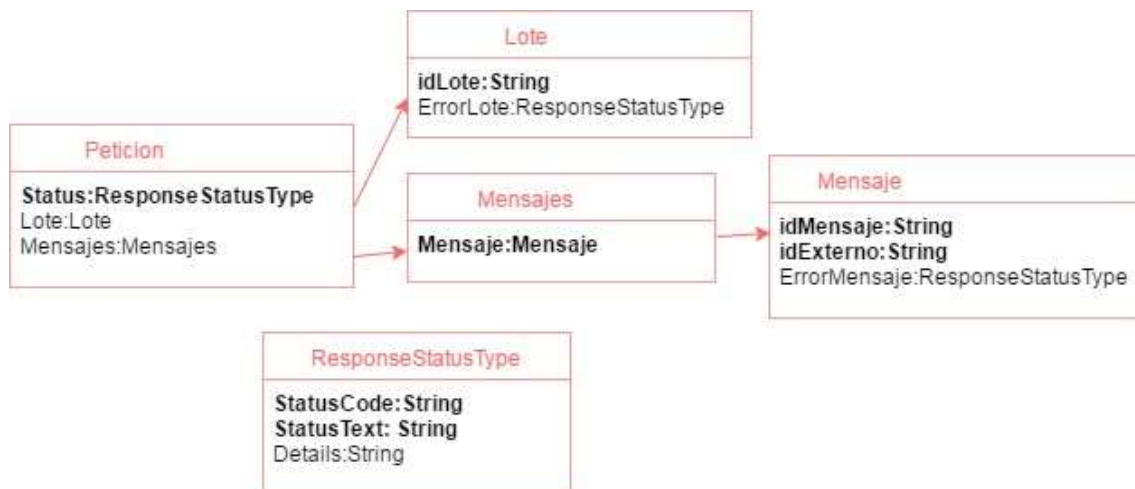 Lote
idLote:String
ErrorLote:ResponseStatusType
Peticion
Status:ResponseStatusType
Lote:Lote
Mensajes:Mensajes
Mensajes
Mensaje:Mensaje
Mensaje
idMensaje:String
idExterno:String
ErrorMensaje:ResponseStatusType
ResponseStatusType
StatusCode:String
StatusText: String
Details:String